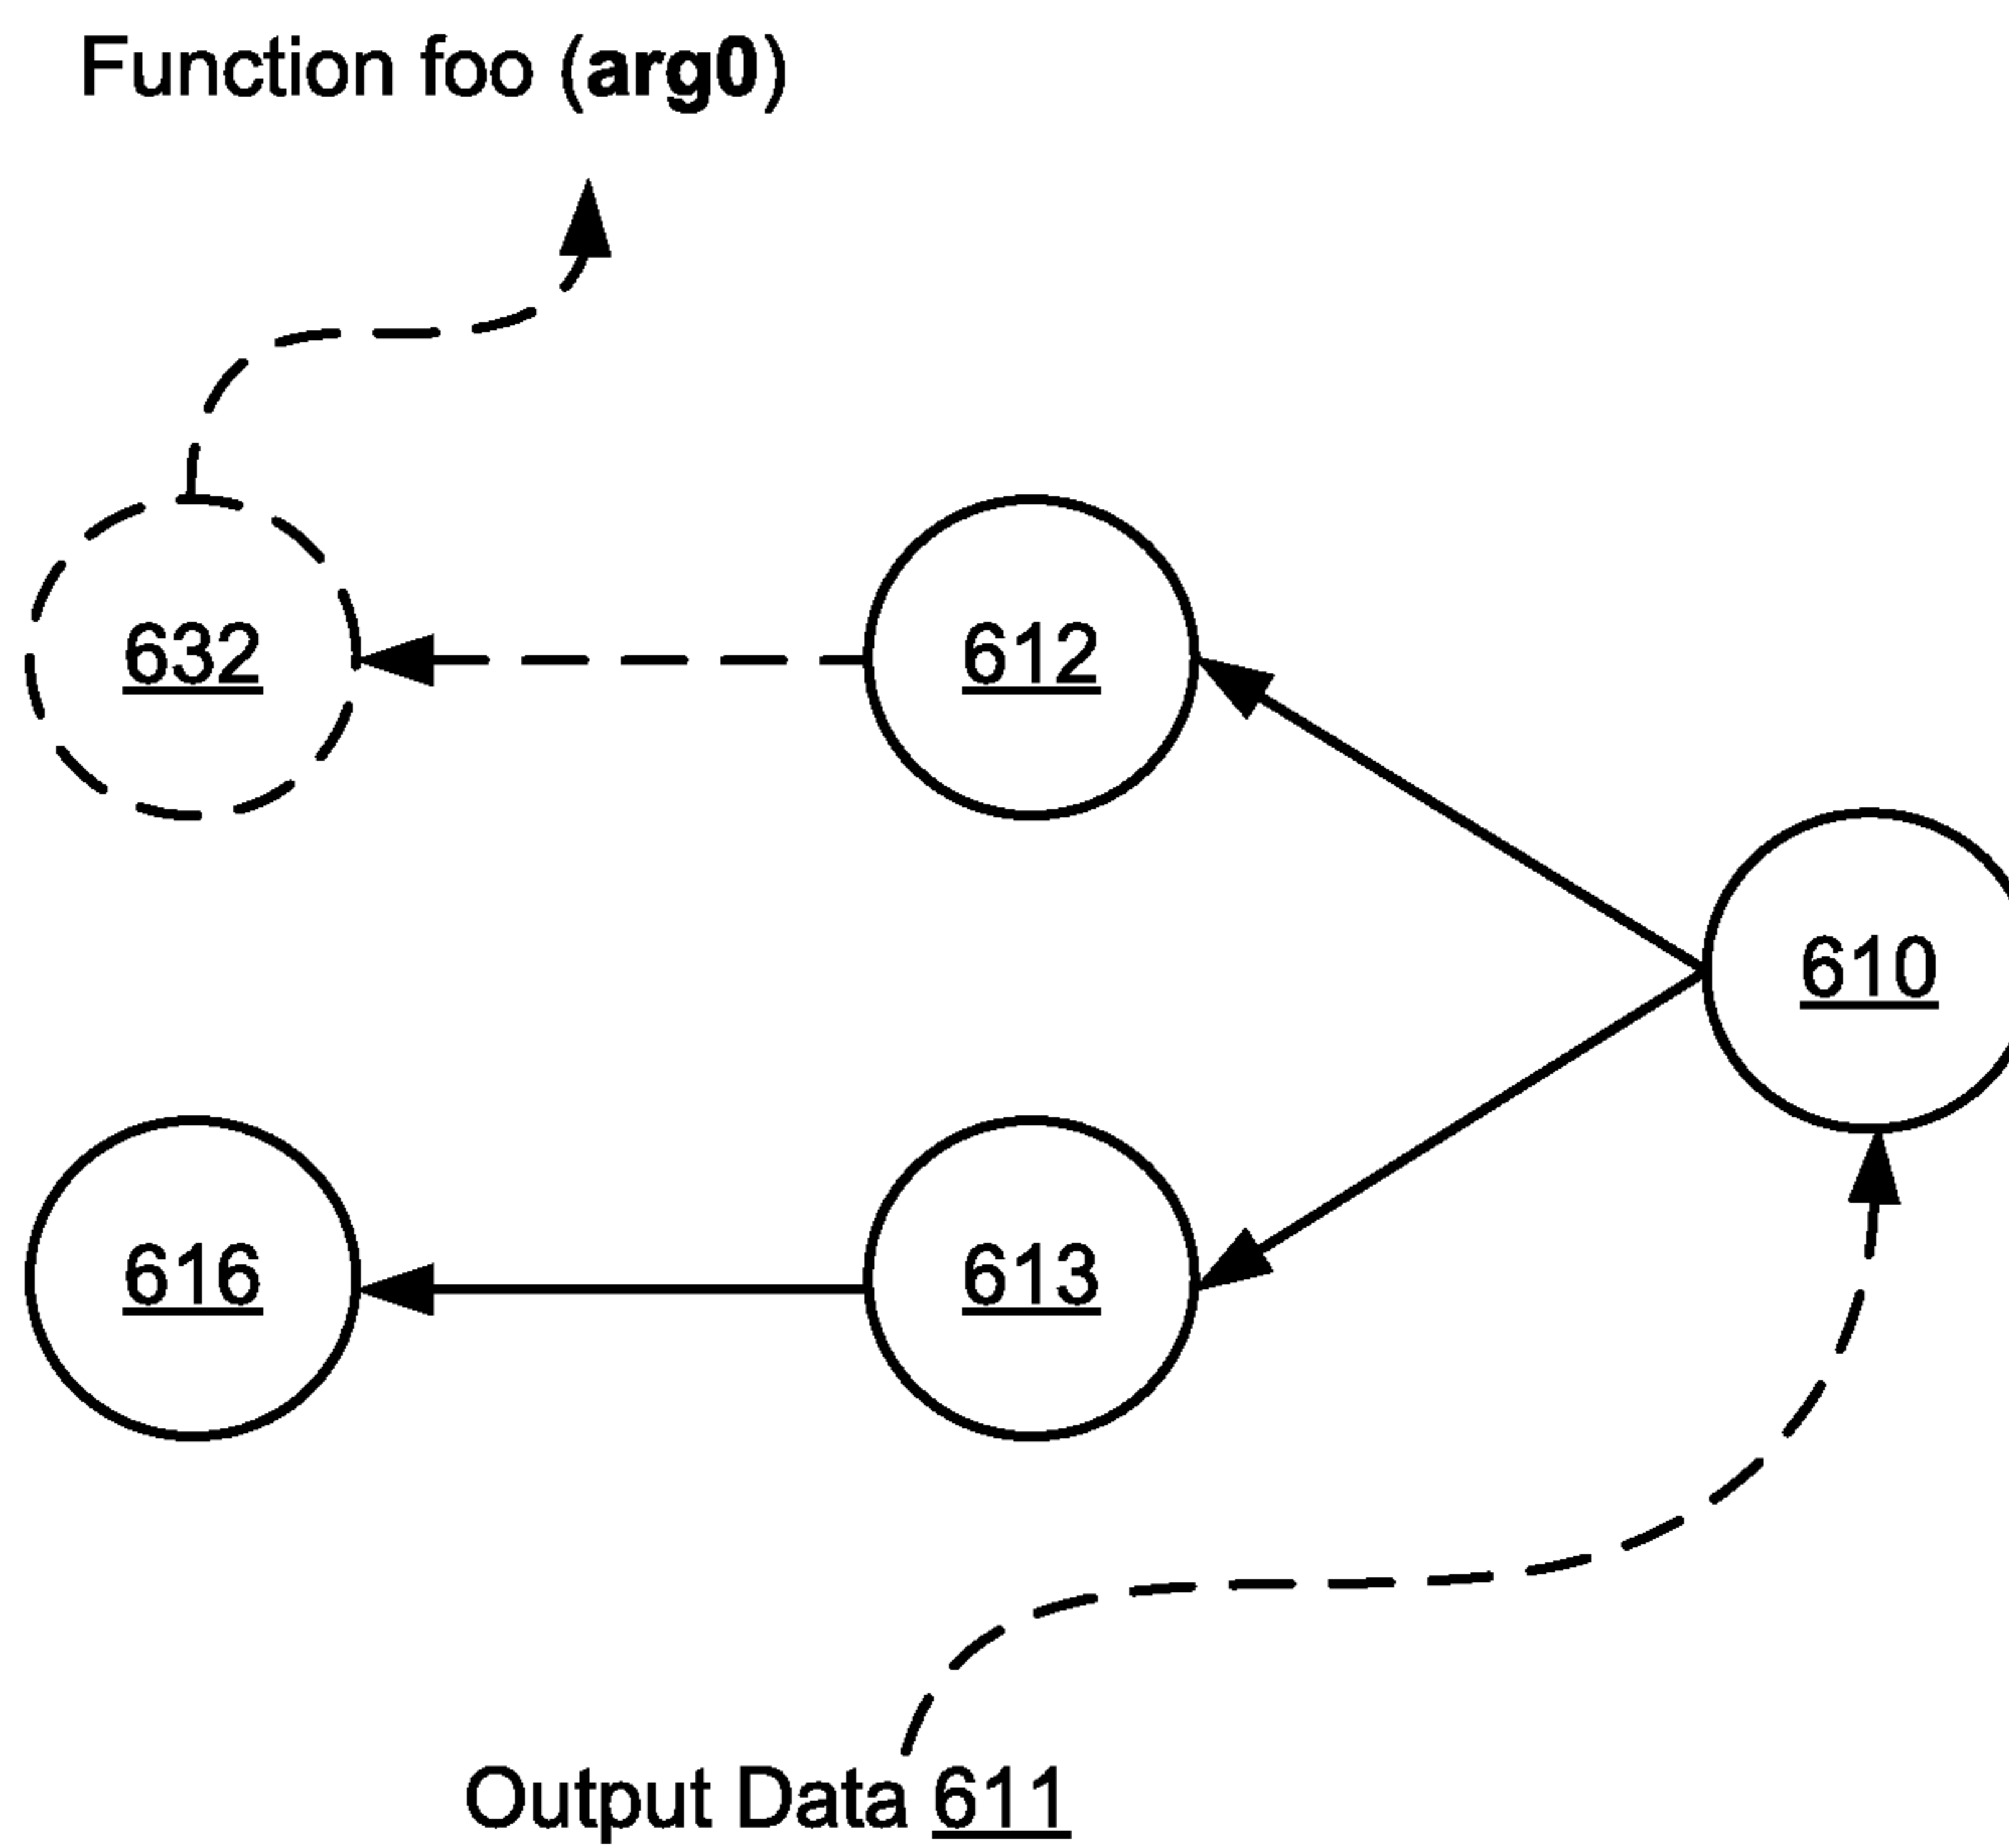 Function foo (arg0)
632
612
610
616
613
Output Data 611